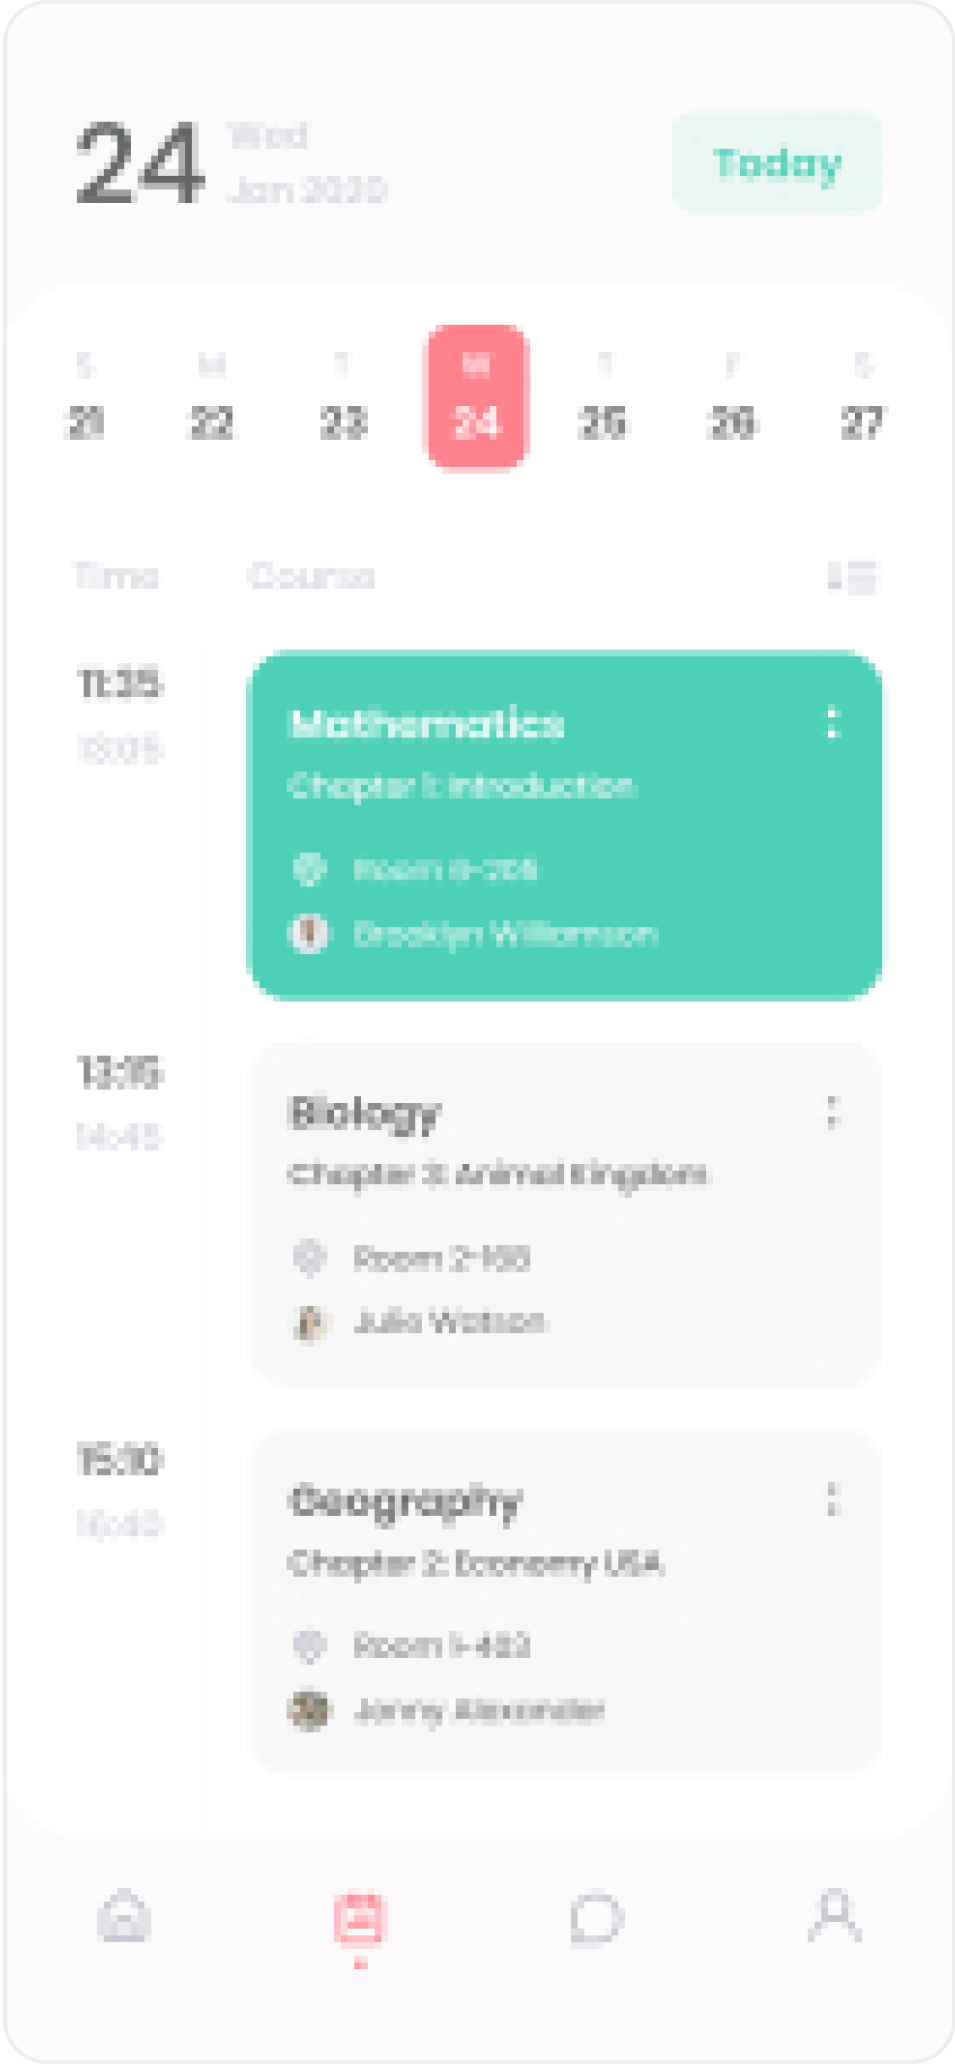 24
Wed
Jan 2020
Today
S M T W T F S
21 22 23 24 25 26 27
Time Course
11:35
13:05
Mathematics
Chapter 1: Introduction
Room 6-205
Brooklyn Williamson
13:15
14:45
Biology
Chapter 3: Animal Kingdom
Room 2-168
Julie Watson
15:10
16:40
Geography
Chapter 2: Economy USA
Room 1-403
Jenny Alexander